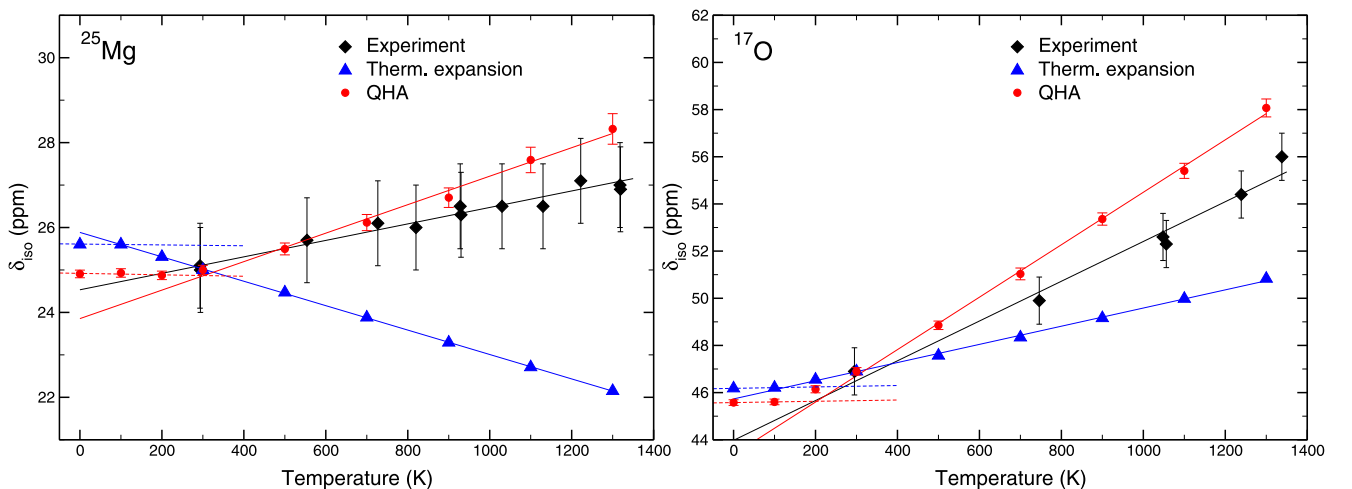 25Mg
Experiment
Therm. expansion
QHA
30
28
26
24
22
δiso (ppm)
0 200 400 600 800 1000 1200 1400
Temperature (K)
17O
Experiment
Therm. expansion
QHA
62
60
58
56
54
52
50
48
46
44
δiso (ppm)
0 200 400 600 800 1000 1200 1400
Temperature (K)